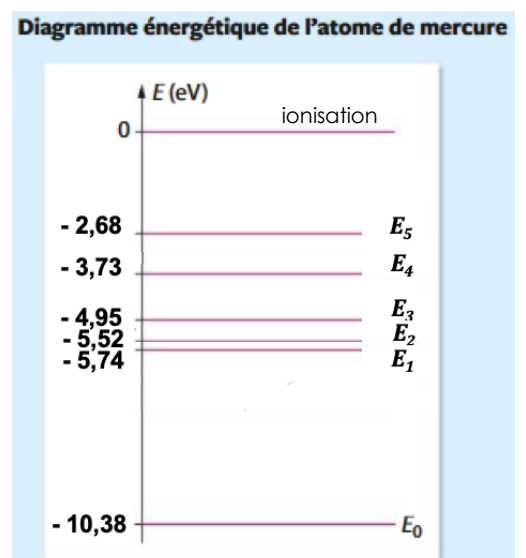 Diagramme énergétique de l'atome de mercure
E (eV)
ionisation
0
- 2,68 E5
- 3,73 E4
- 4,95 E3
- 5,52 E2
- 5,74 E1
- 10,38 E0